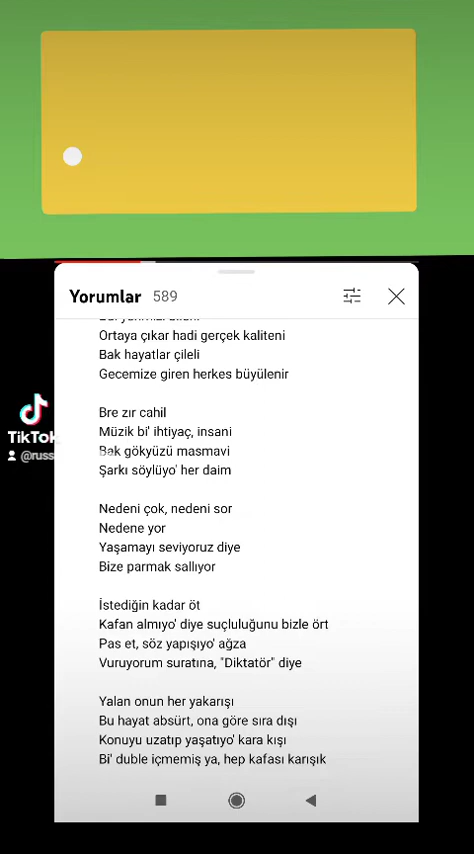 Yorumlar 589
Ortaya çıkar hadi gerçek kaliteni
Bak hayatlar çileli
Gecemize giren herkes büyülenir
Bre zır cahil
Müzik bi' ihtiyaç, insani
Bak gökyüzü masmavi
Şarkı söylüyo' her daim
Nedeni çok, nedeni sor
Nedene yor
Yaşamayı seviyoruz diye
Bize parmak sallıyor
İstediğin kadar öt
Kafan almıyo' diye suçluluğunu bizle ört
Pas et, söz yapışıyo' ağza
Vuruyorum suratına, "Diktatör" diye
Yalan onun her yakarışı
Bu hayat absürt, ona göre sıra dışı
Konuyu uzatıp yaşatıyo' kara kışı
Bi' duble içmemiş ya, hep kafası karışık
TikTok
@russ